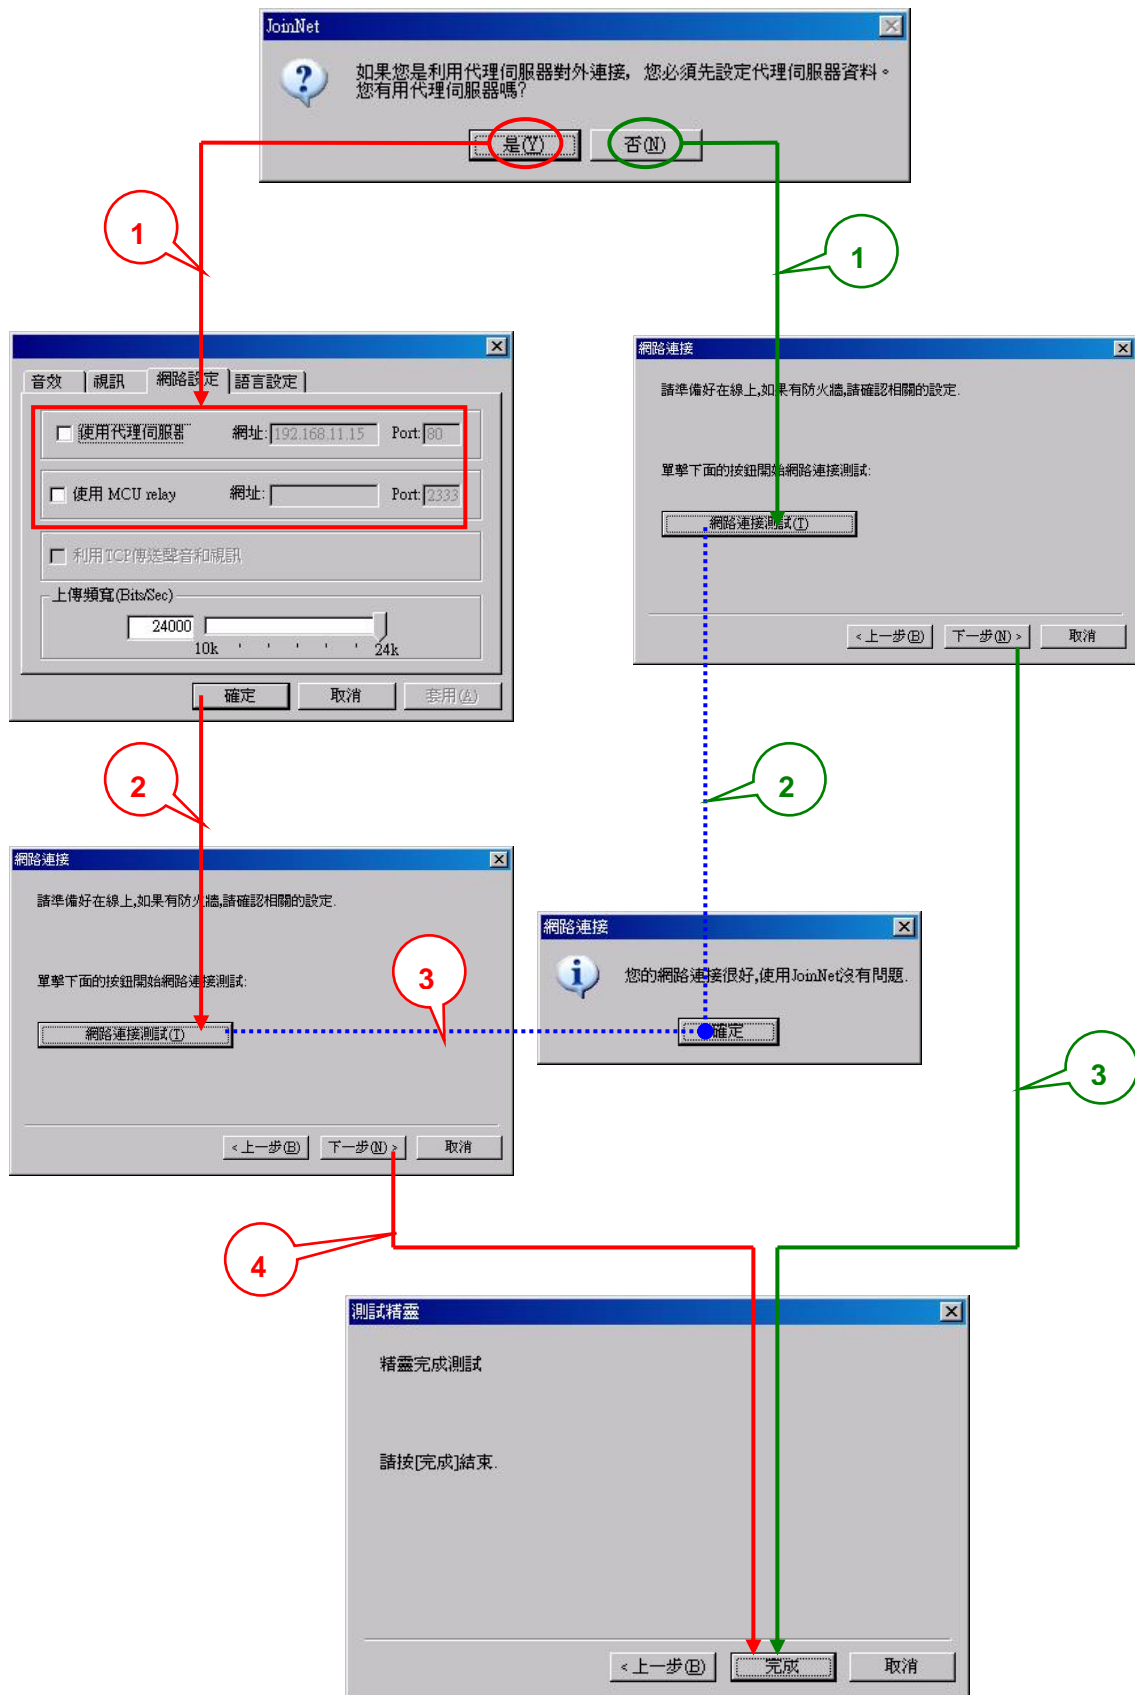 JoinNet
如果您是利用代理伺服器對外連接，您必須先設定代理伺服器資料。
您有用代理伺服器嗎?
是(Y) 否(N)
1
1
音效 視訊 網路設定 語言設定
使用代理伺服器 網址: 192.168.11.15 Port: 80
使用 MCU relay 網址: Port: 2333
利用TCP傳送聲音和視訊
上傳頻寬(Bits/Sec)
24000
10k 24k
確定 取消 套用(A)
網路連接
請準備好在線上,如果有防火牆,請確認相關的設定.
單擊下面的按鈕開始網路連接測試:
網路連接測試(T)
<上一步(B) 下一步(N)> 取消
2
2
網路連接
請準備好在線上,如果有防火牆,請確認相關的設定.
單擊下面的按鈕開始網路連接測試:
網路連接測試(T)
<上一步(B) 下一步(N)> 取消
3
網路連接
您的網路連接很好,使用JoinNet沒有問題.
確定
3
4
測試精靈
精靈完成測試
請按[完成]結束.
<上一步(B) 完成 取消